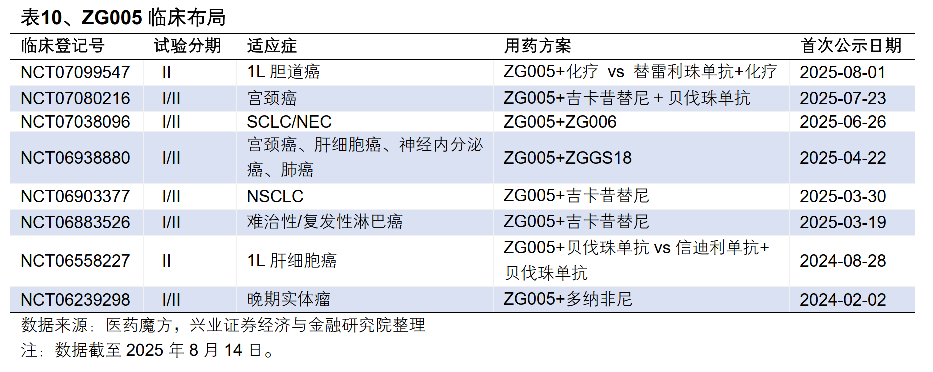 表10、ZG005 临床布局
临床登记号 试验分期 适应症 用药方案 首次公示日期
NCT07099547 II 1L 胆道癌 ZG005+化疗 vs 替雷利珠单抗+化疗 2025-08-01
NCT07080216 I/II 宫颈癌 ZG005+吉卡昔替尼+贝伐珠单抗 2025-07-23
NCT07038096 I/II SCLC/NEC ZG005+ZG006 2025-06-26
NCT06938880 I/II 宫颈癌、肝细胞癌、神经内分泌
癌、肺癌 ZG005+ZGGS18 2025-04-22
NCT06903377 I/II NSCLC ZG005+吉卡昔替尼 2025-03-30
NCT06883526 I/II 难治性/复发性淋巴癌 ZG005+吉卡昔替尼 2025-03-19
NCT06558227 II 1L 肝细胞癌 ZG005+贝伐珠单抗 vs 信迪利单抗+
贝伐珠单抗 2024-08-28
NCT06239298 I/II 晚期实体瘤 ZG005+多纳非尼 2024-02-02
数据来源：医药魔方，兴业证券经济与金融研究院整理
注：数据截至 2025 年 8 月 14 日。